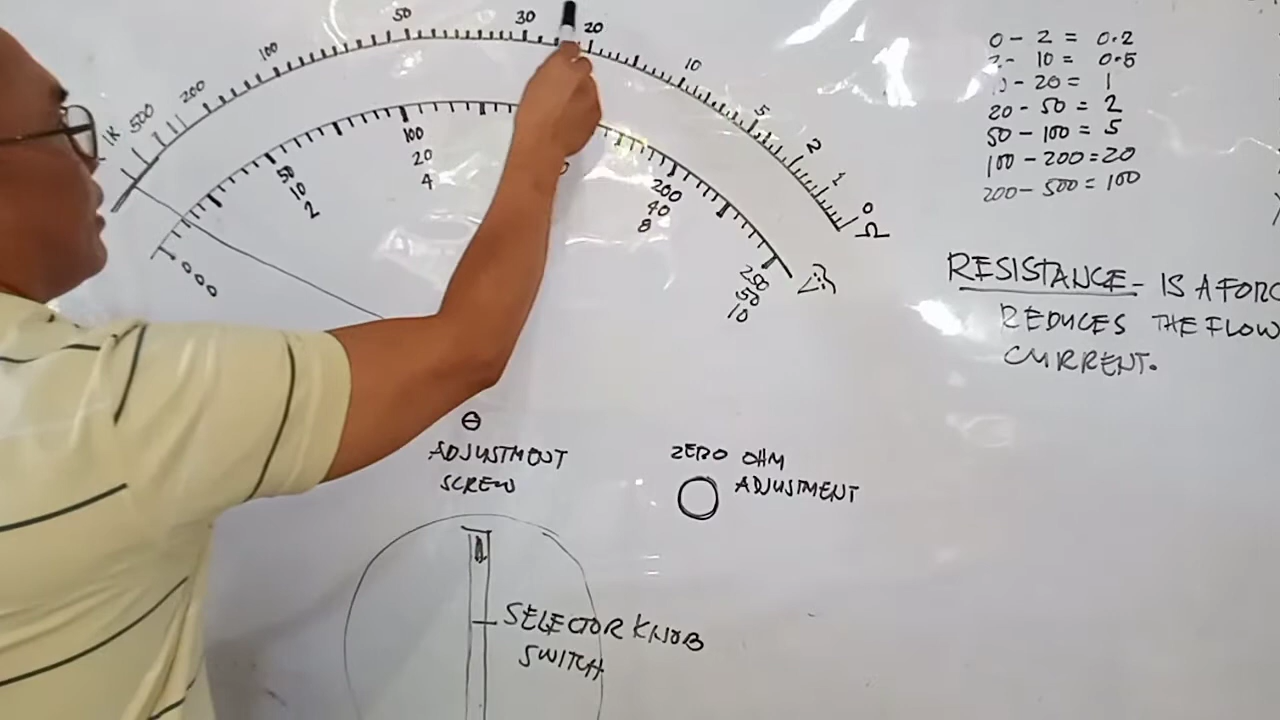 1K 500 200 100 50 30 20 10 5 2 1 0 Ω
0 50 100 200 250
0 10 20 40 50
0 2 4 8 10
ADJUSTMENT
SCREW
ZERO OHM
ADJUSTMENT
SELECTOR KNOB
SWITCH
0 - 2 = 0.2
- 10 = 0.5
- 20 = 1
20 - 50 = 2
50 - 100 = 5
100 - 200 = 20
200 - 500 = 100
RESISTANCE - IS A FORC
REDUCES THE FLOW
CURRENT.